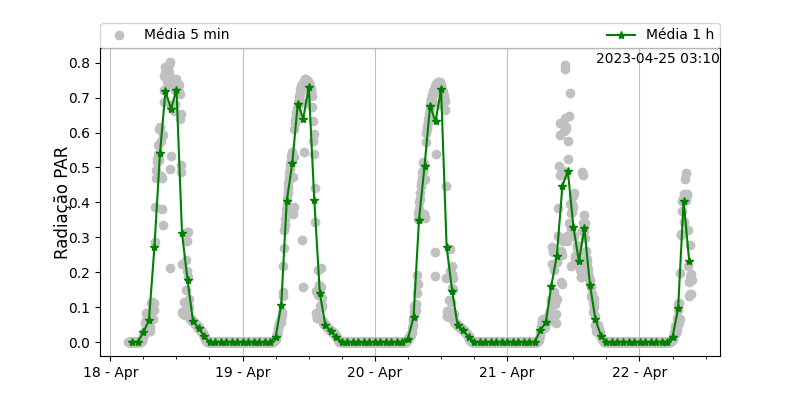 Média 5 min
Média 1 h
2023-04-25 03:10
Radiação PAR
0.8
0.7
0.6
0.5
0.4
0.3
0.2
0.1
0.0
18 - Apr
19 - Apr
20 - Apr
21 - Apr
22 - Apr